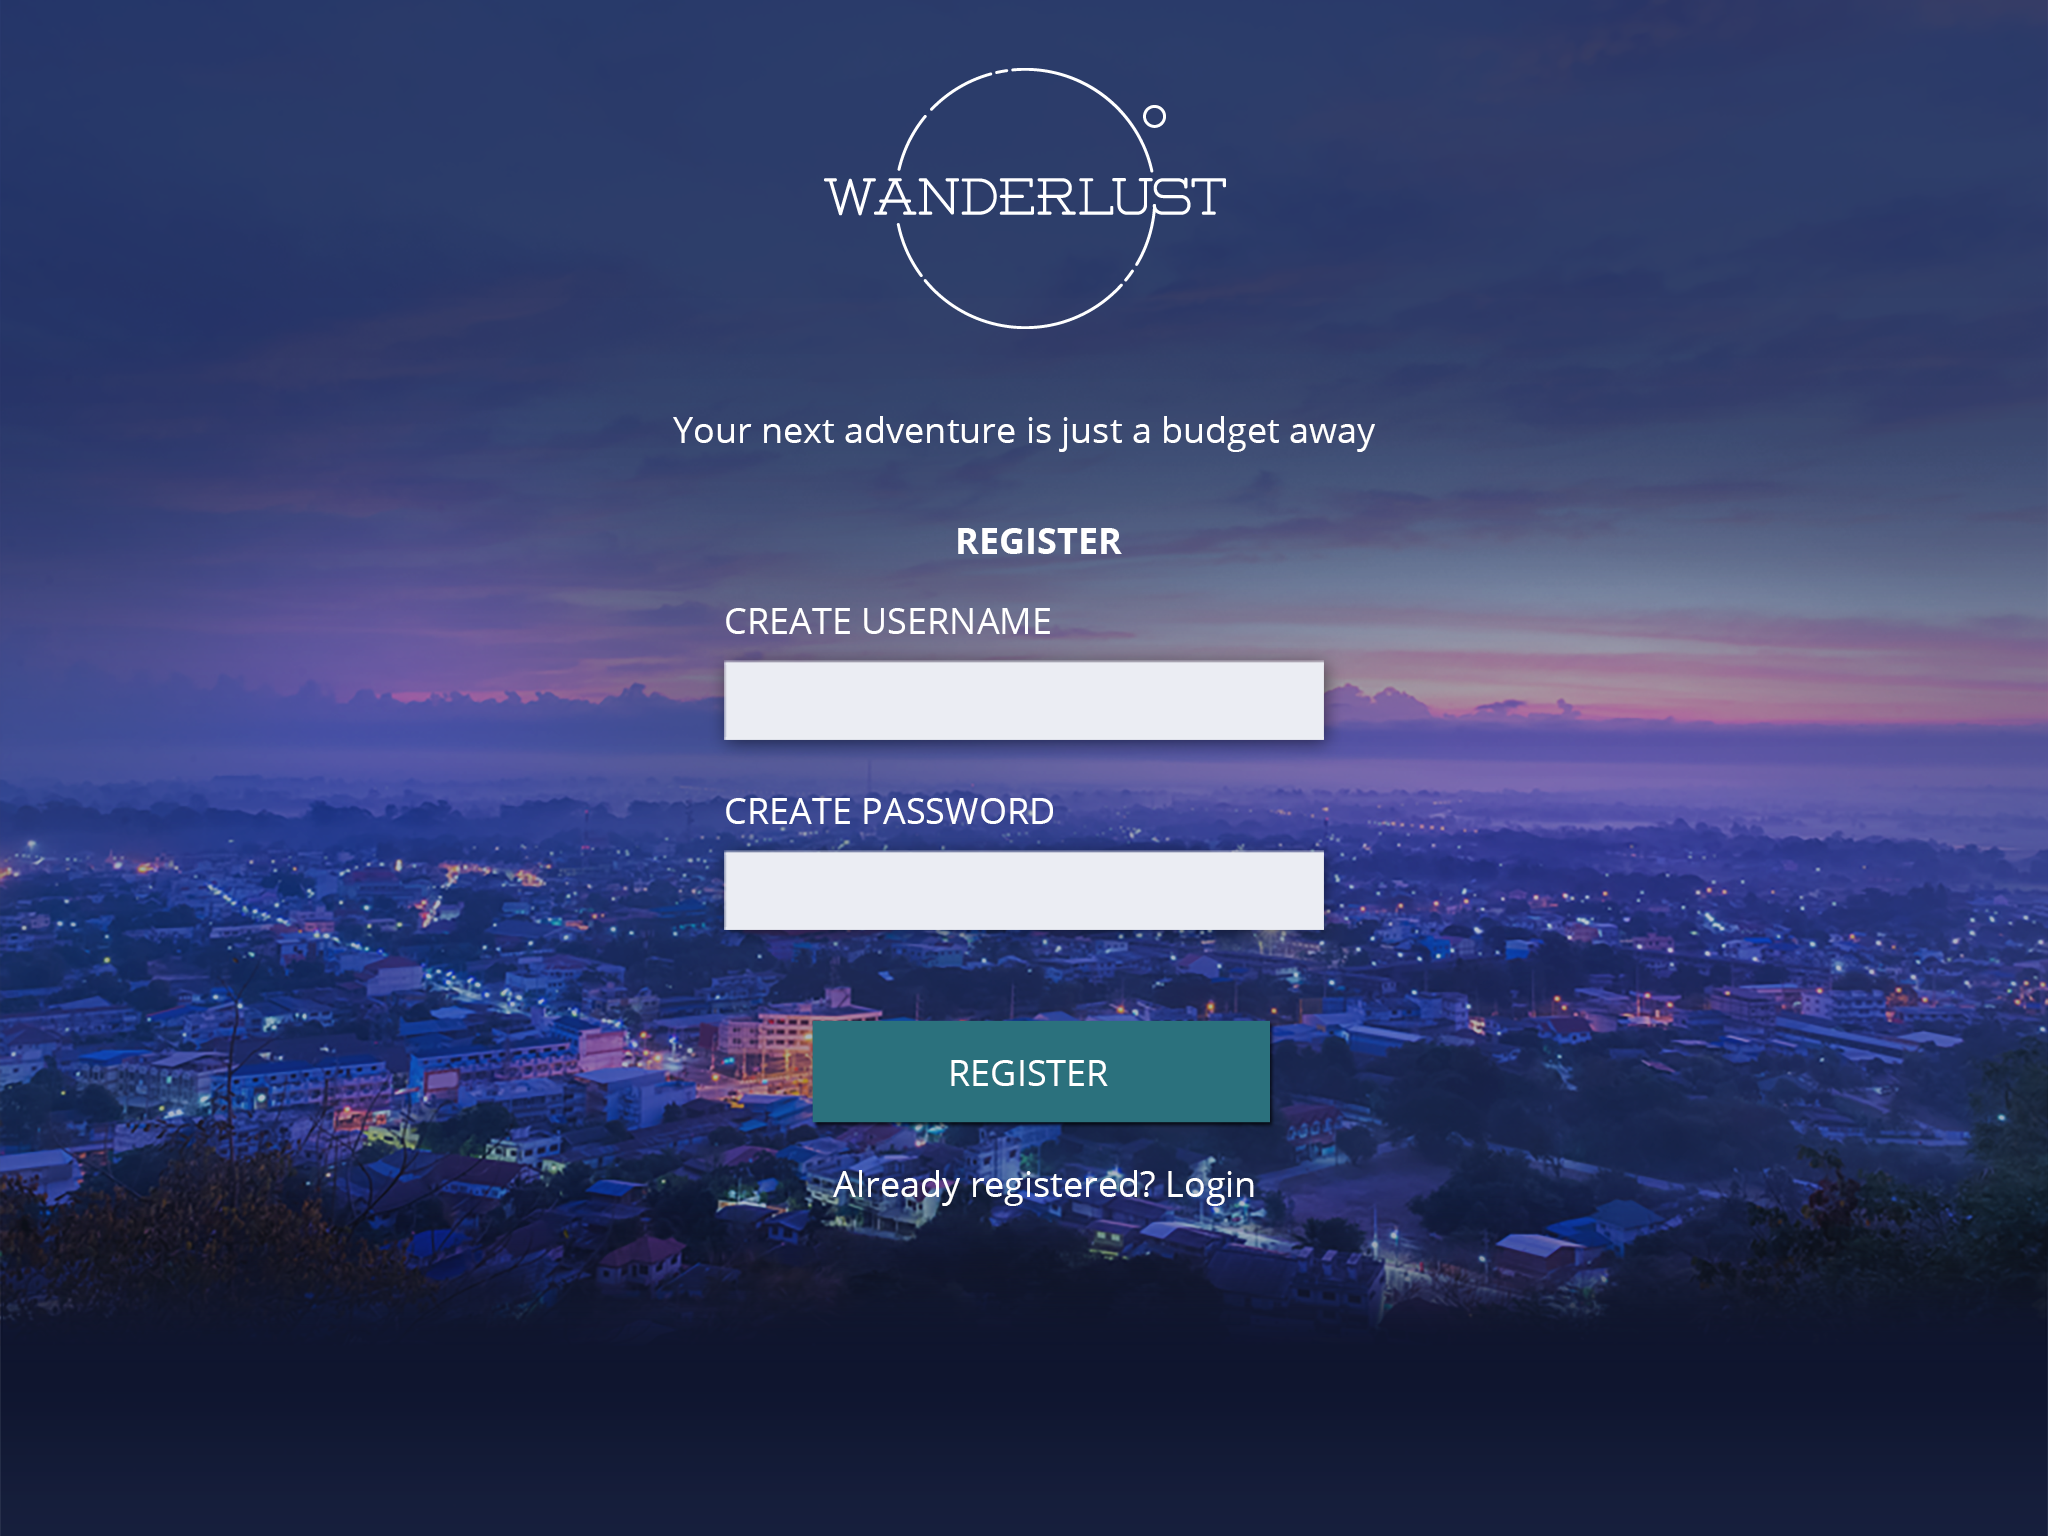 WANDERLUST
Your next adventure is just a budget away
REGISTER
CREATE USERNAME
CREATE PASSWORD
REGISTER
Already registered? Login